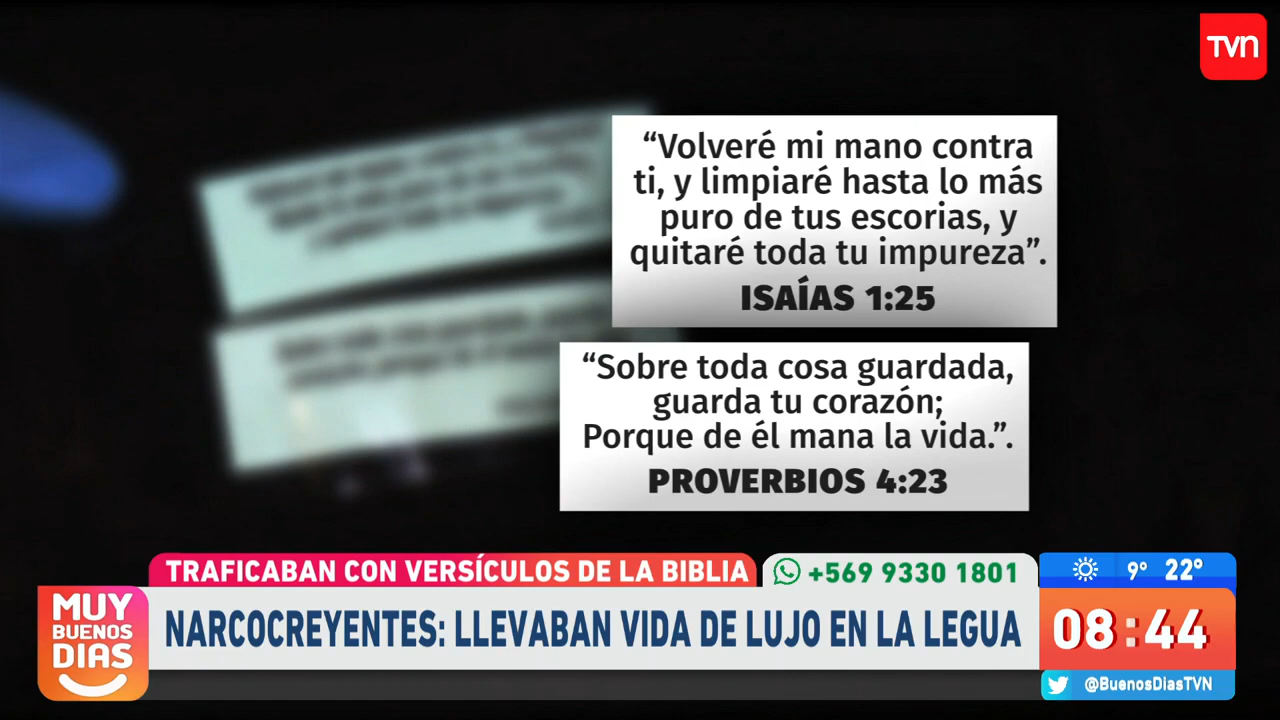 TVN
“Volveré mi mano contra
ti, y limpiaré hasta lo más
puro de tus escorias, y
quitaré toda tu impureza”.
ISAÍAS 1:25
“Sobre toda cosa guardada,
guarda tu corazón;
Porque de él mana la vida.”.
PROVERBIOS 4:23
TRAFICABAN CON VERSÍCULOS DE LA BIBLIA
+569 9330 1801
9° 22°
MUY
BUENOS
DIAS
NARCOCREYENTES: LLEVABAN VIDA DE LUJO EN LA LEGUA
08:44
@BuenosDiasTVN